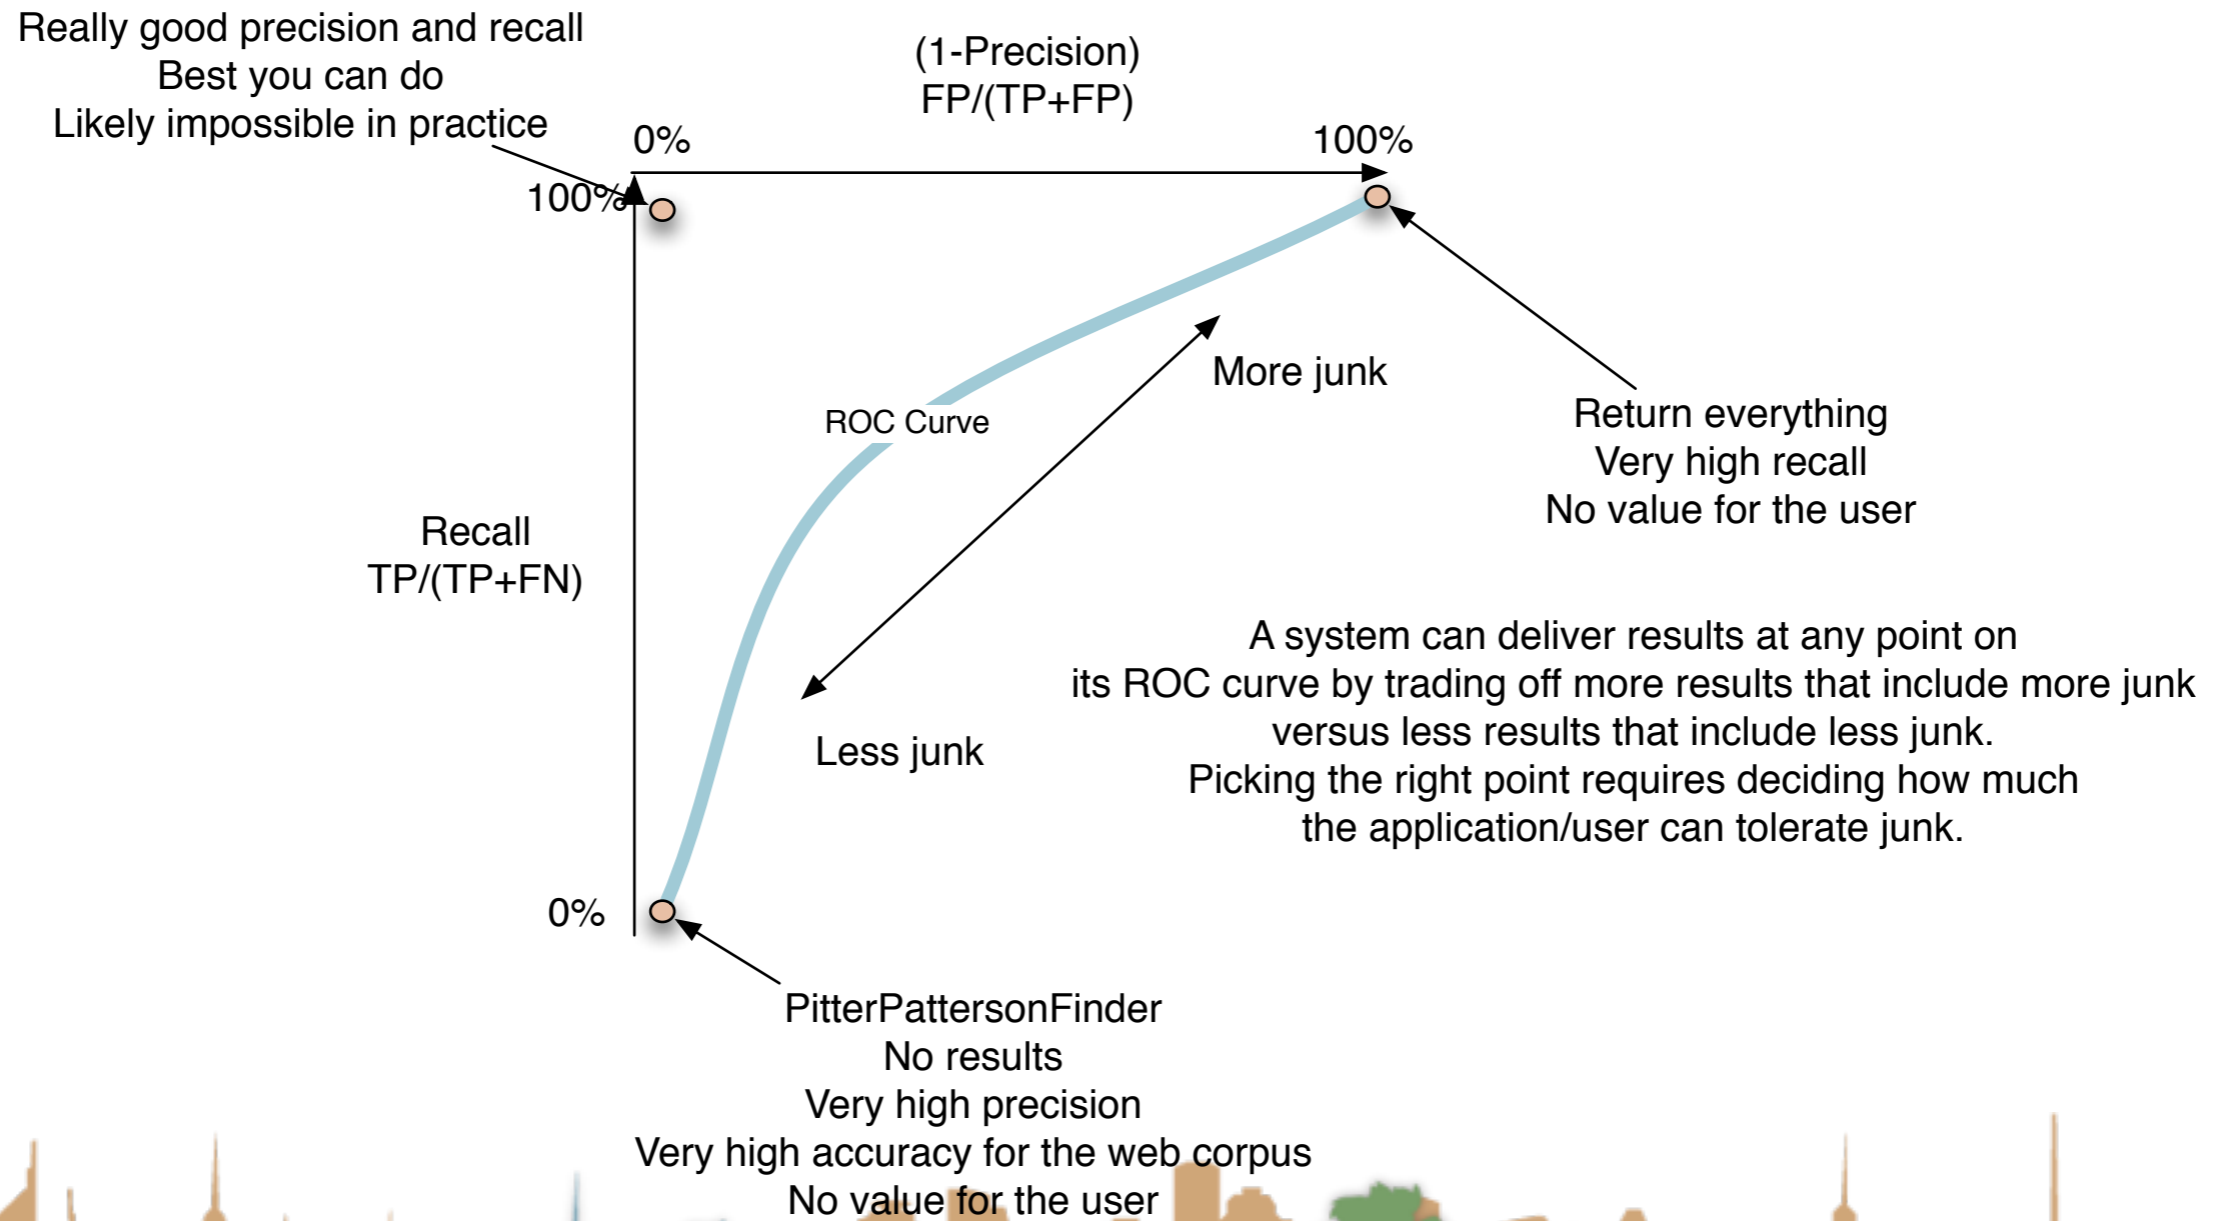 Really good precision and recall
Best you can do
Likely impossible in practice
(1-Precision)
FP/(TP+FP)
0%
100%
100%
ROC Curve
More junk
Less junk
Return everything
Very high recall
No value for the user
Recall
TP/(TP+FN)
A system can deliver results at any point on
its ROC curve by trading off more results that include more junk
versus less results that include less junk.
Picking the right point requires deciding how much
the application/user can tolerate junk.
0%
PitterPattersonFinder
No results
Very high precision
Very high accuracy for the web corpus
No value for the user